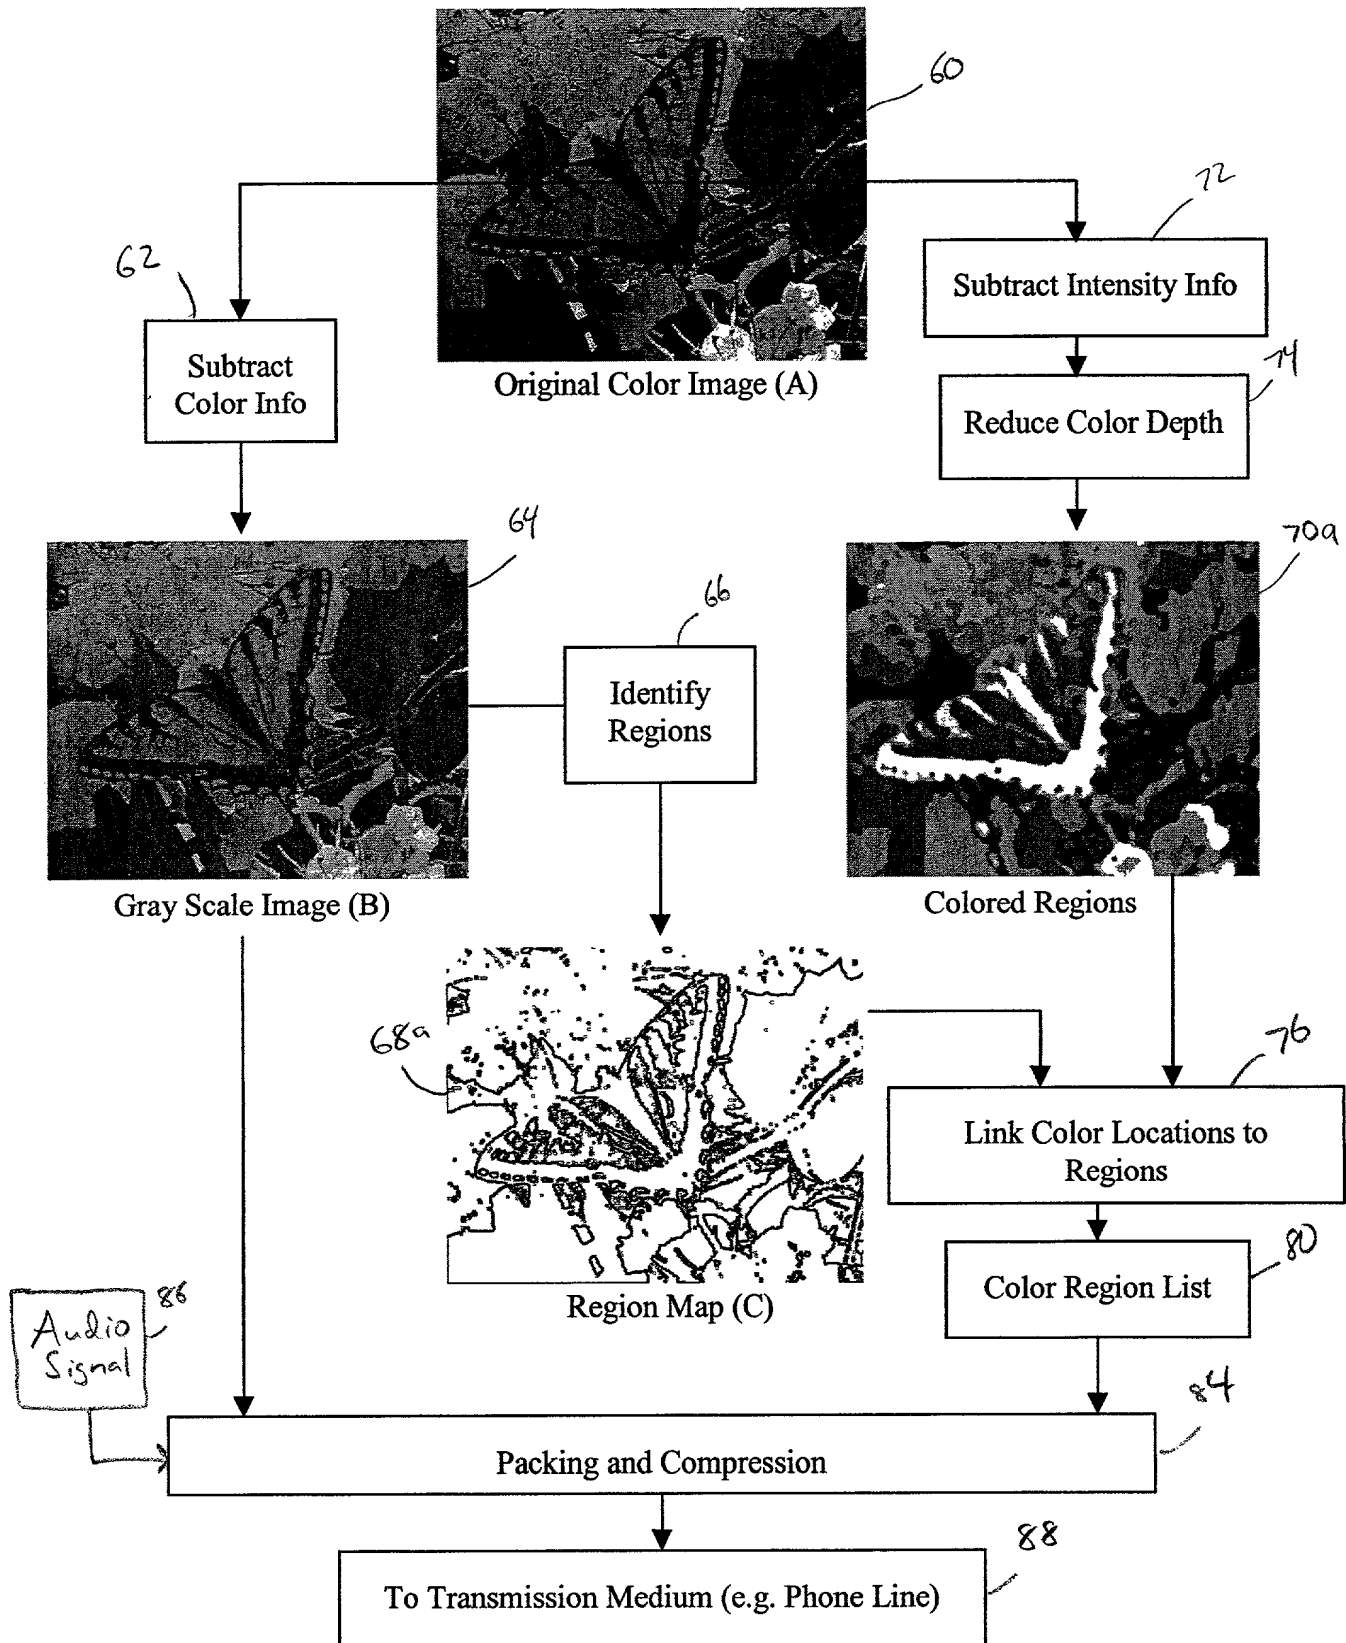 60
72
62
Subtract Intensity Info
Subtract
Color Info
Original Color Image (A)
74
Reduce Color Depth
64
70a
66
Identify
Regions
Gray Scale Image (B)
Colored Regions
68a
76
Link Color Locations to
Regions
80
Color Region List
Region Map (C)
86
Audio
Signal
84
Packing and Compression
88
To Transmission Medium (e.g. Phone Line)